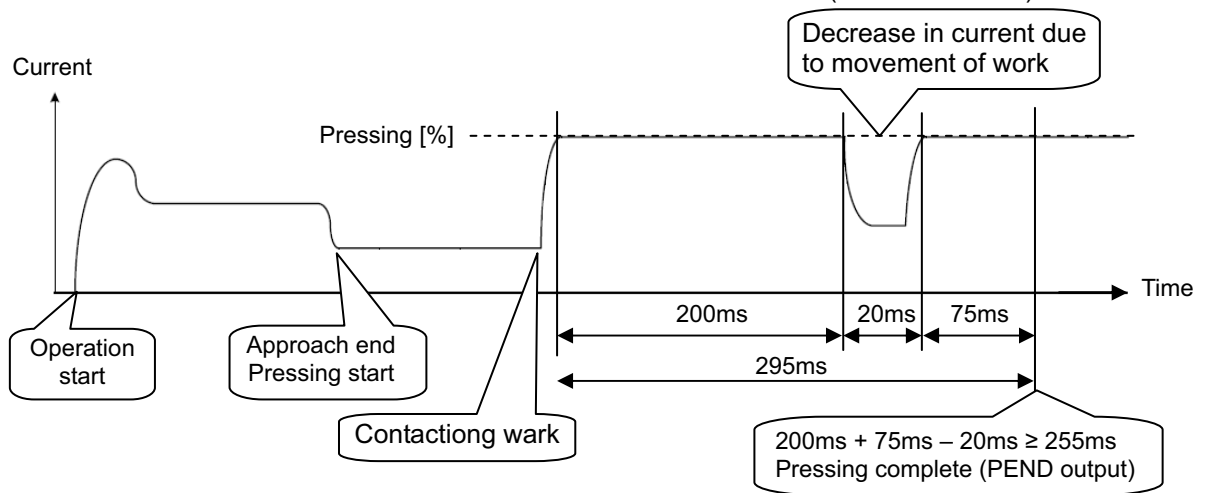 Decrease in current due
to movement of work
Current
Pressing [%]
Time
200ms
20ms
75ms
295ms
Operation
start
Approach end
Pressing start
Contactiong wark
200ms + 75ms – 20ms ≥ 255ms
Pressing complete (PEND output)